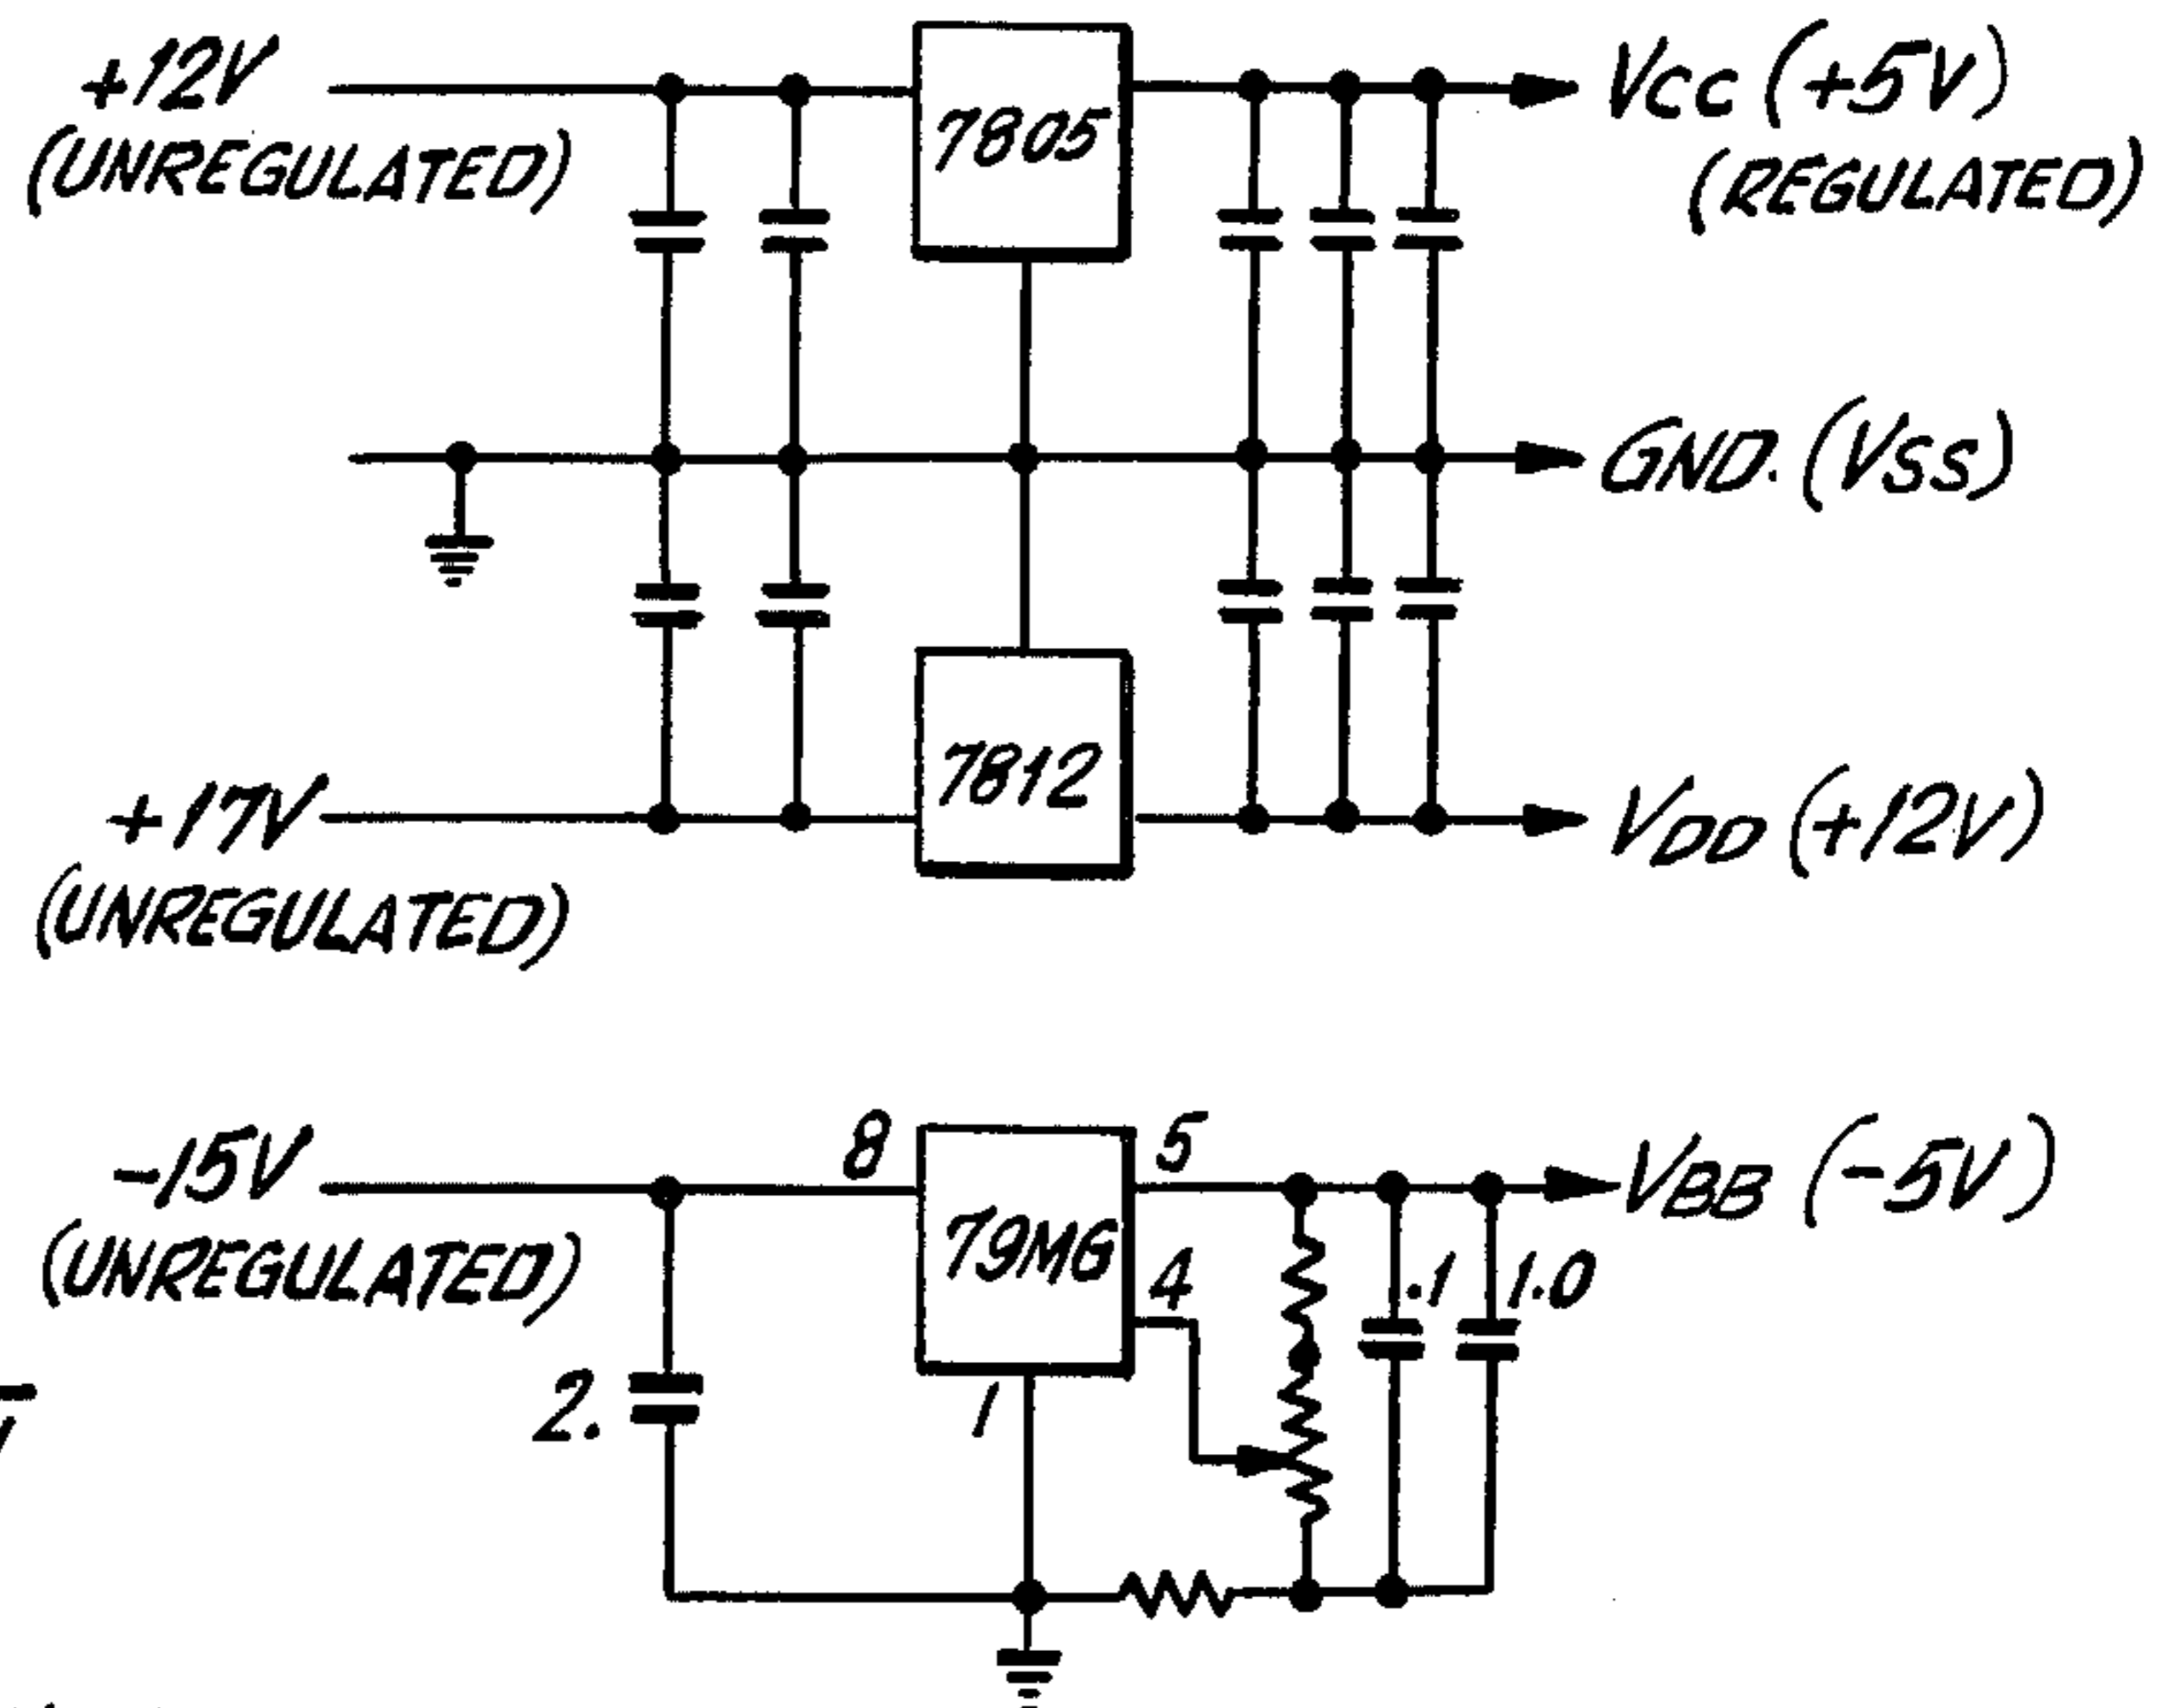 +12V
(UNREGULATED)
7805
VCC (+5V)
(REGULATED)
GND. (VSS)
+17V
(UNREGULATED)
7812
VDD (+12V)
-15V
(UNREGULATED)
8
79MG
5
4
1
2.
.1
1.0
VBB (-5V)